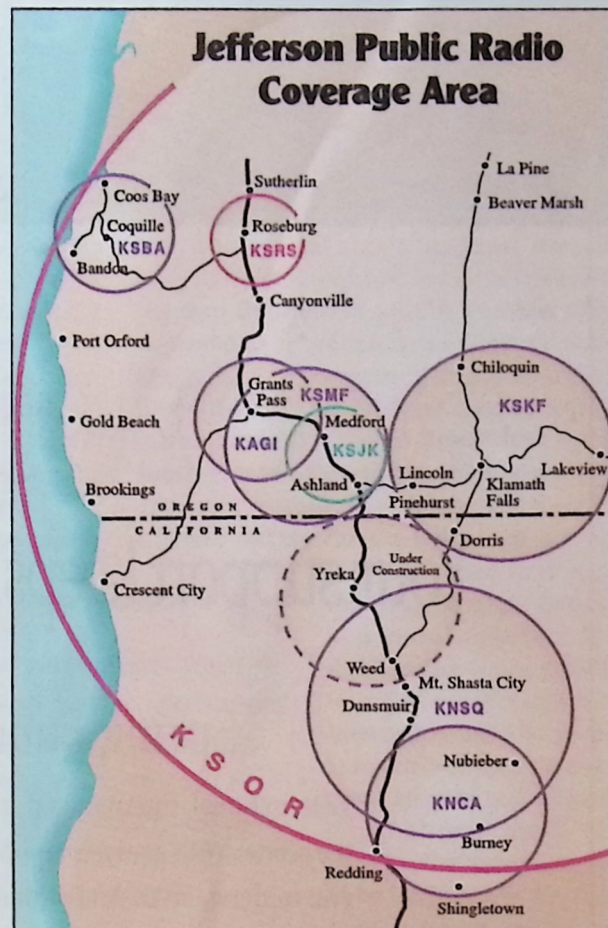 Jefferson Public Radio
Coverage Area
La Pine
Sutherlin
Coos Bay
Beaver Marsh
Coquille
KSBA
Roseburg
KSRS
Bandon
Canyonville
Port Orford
Chiloquin
Grants
Pass
KSMF
KSKF
Gold Beach
Medford
KAGI
KSJK
Lakeview
Lincoln
Ashland
Klamath
Falls
Pinehurst
Brookings
OREGON
CALIFORNIA
Dorris
Under
Construction
Yreka
Crescent City
Weed
Mt. Shasta City
Dunsmuir
KNSQ
KSOR
Nubieber
KNCA
Burney
Redding
Shingletown